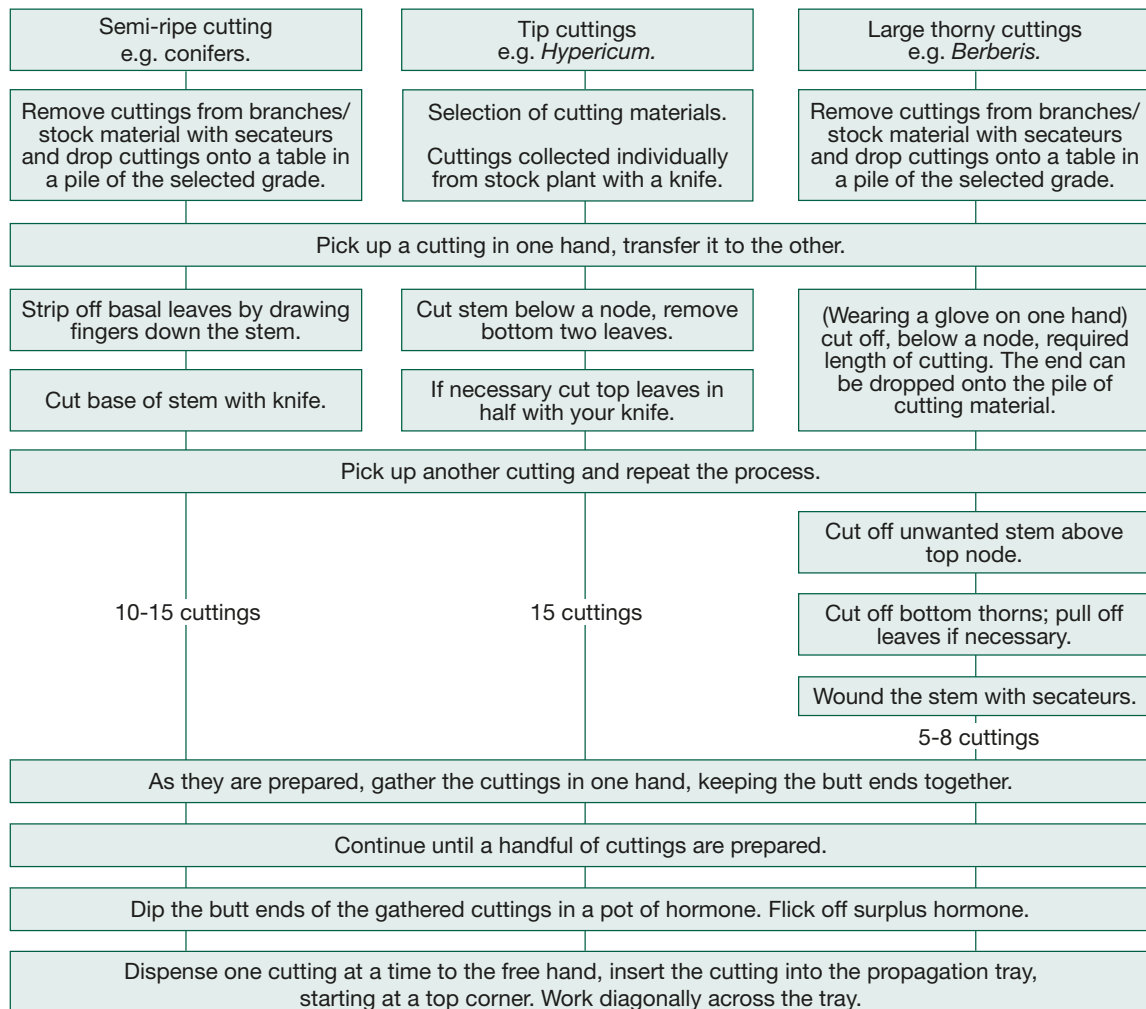 Semi-ripe cutting
e.g. conifers.
Tip cuttings
e.g. Hypericum.
Large thorny cuttings
e.g. Berberis.
Remove cuttings from branches/
stock material with secateurs
and drop cuttings onto a table in
a pile of the selected grade.
Selection of cutting materials.
Cuttings collected individually
from stock plant with a knife.
Remove cuttings from branches/
stock material with secateurs
and drop cuttings onto a table in
a pile of the selected grade.
Pick up a cutting in one hand, transfer it to the other.
Strip off basal leaves by drawing
fingers down the stem.
Cut stem below a node, remove
bottom two leaves.
(Wearing a glove on one hand)
cut off, below a node, required
length of cutting. The end can
be dropped onto the pile of
cutting material.
Cut base of stem with knife.
If necessary cut top leaves in
half with your knife.
Pick up another cutting and repeat the process.
Cut off unwanted stem above
top node.
10-15 cuttings
15 cuttings
Cut off bottom thorns; pull off
leaves if necessary.
Wound the stem with secateurs.
5-8 cuttings
As they are prepared, gather the cuttings in one hand, keeping the butt ends together.
Continue until a handful of cuttings are prepared.
Dip the butt ends of the gathered cuttings in a pot of hormone. Flick off surplus hormone.
Dispense one cutting at a time to the free hand, insert the cutting into the propagation tray,
starting at a top corner. Work diagonally across the tray.